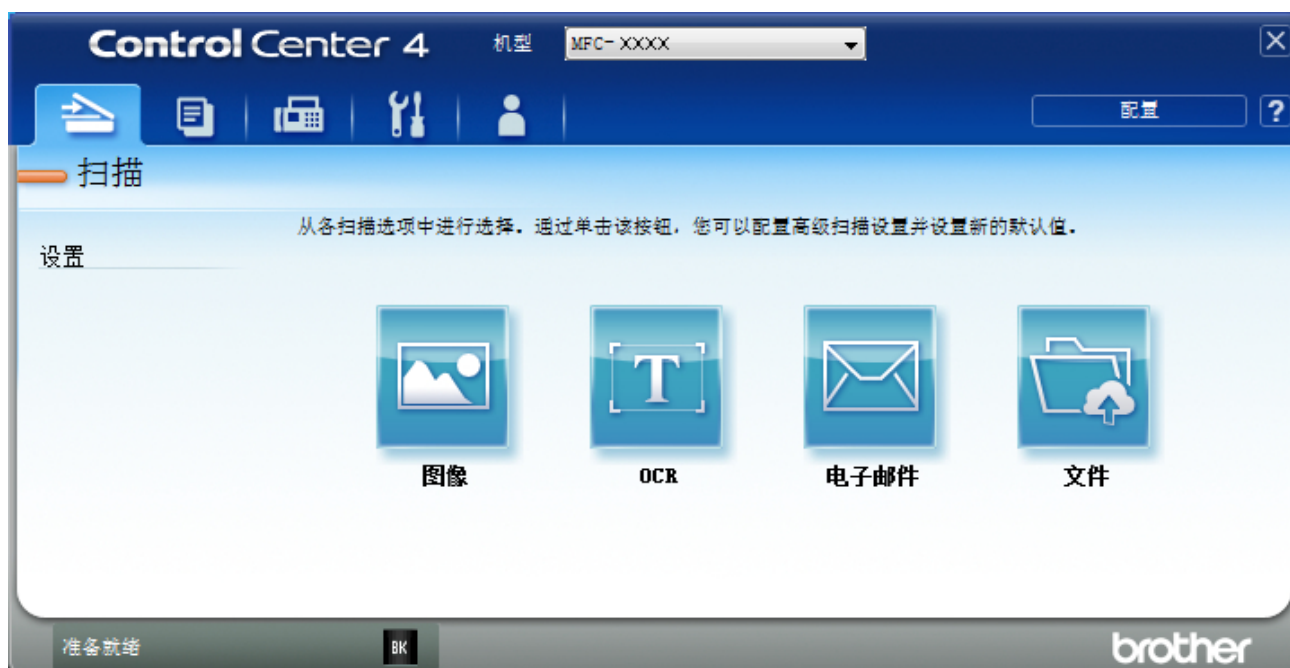 Control Center 4 机型 MFC-XXXX
配置 ?
扫描
从各扫描选项中进行选择。通过单击该按钮，您可以配置高级扫描设置并设置新的默认值。
设置
T
图像 OCR 电子邮件 文件
准备就绪 BK brother